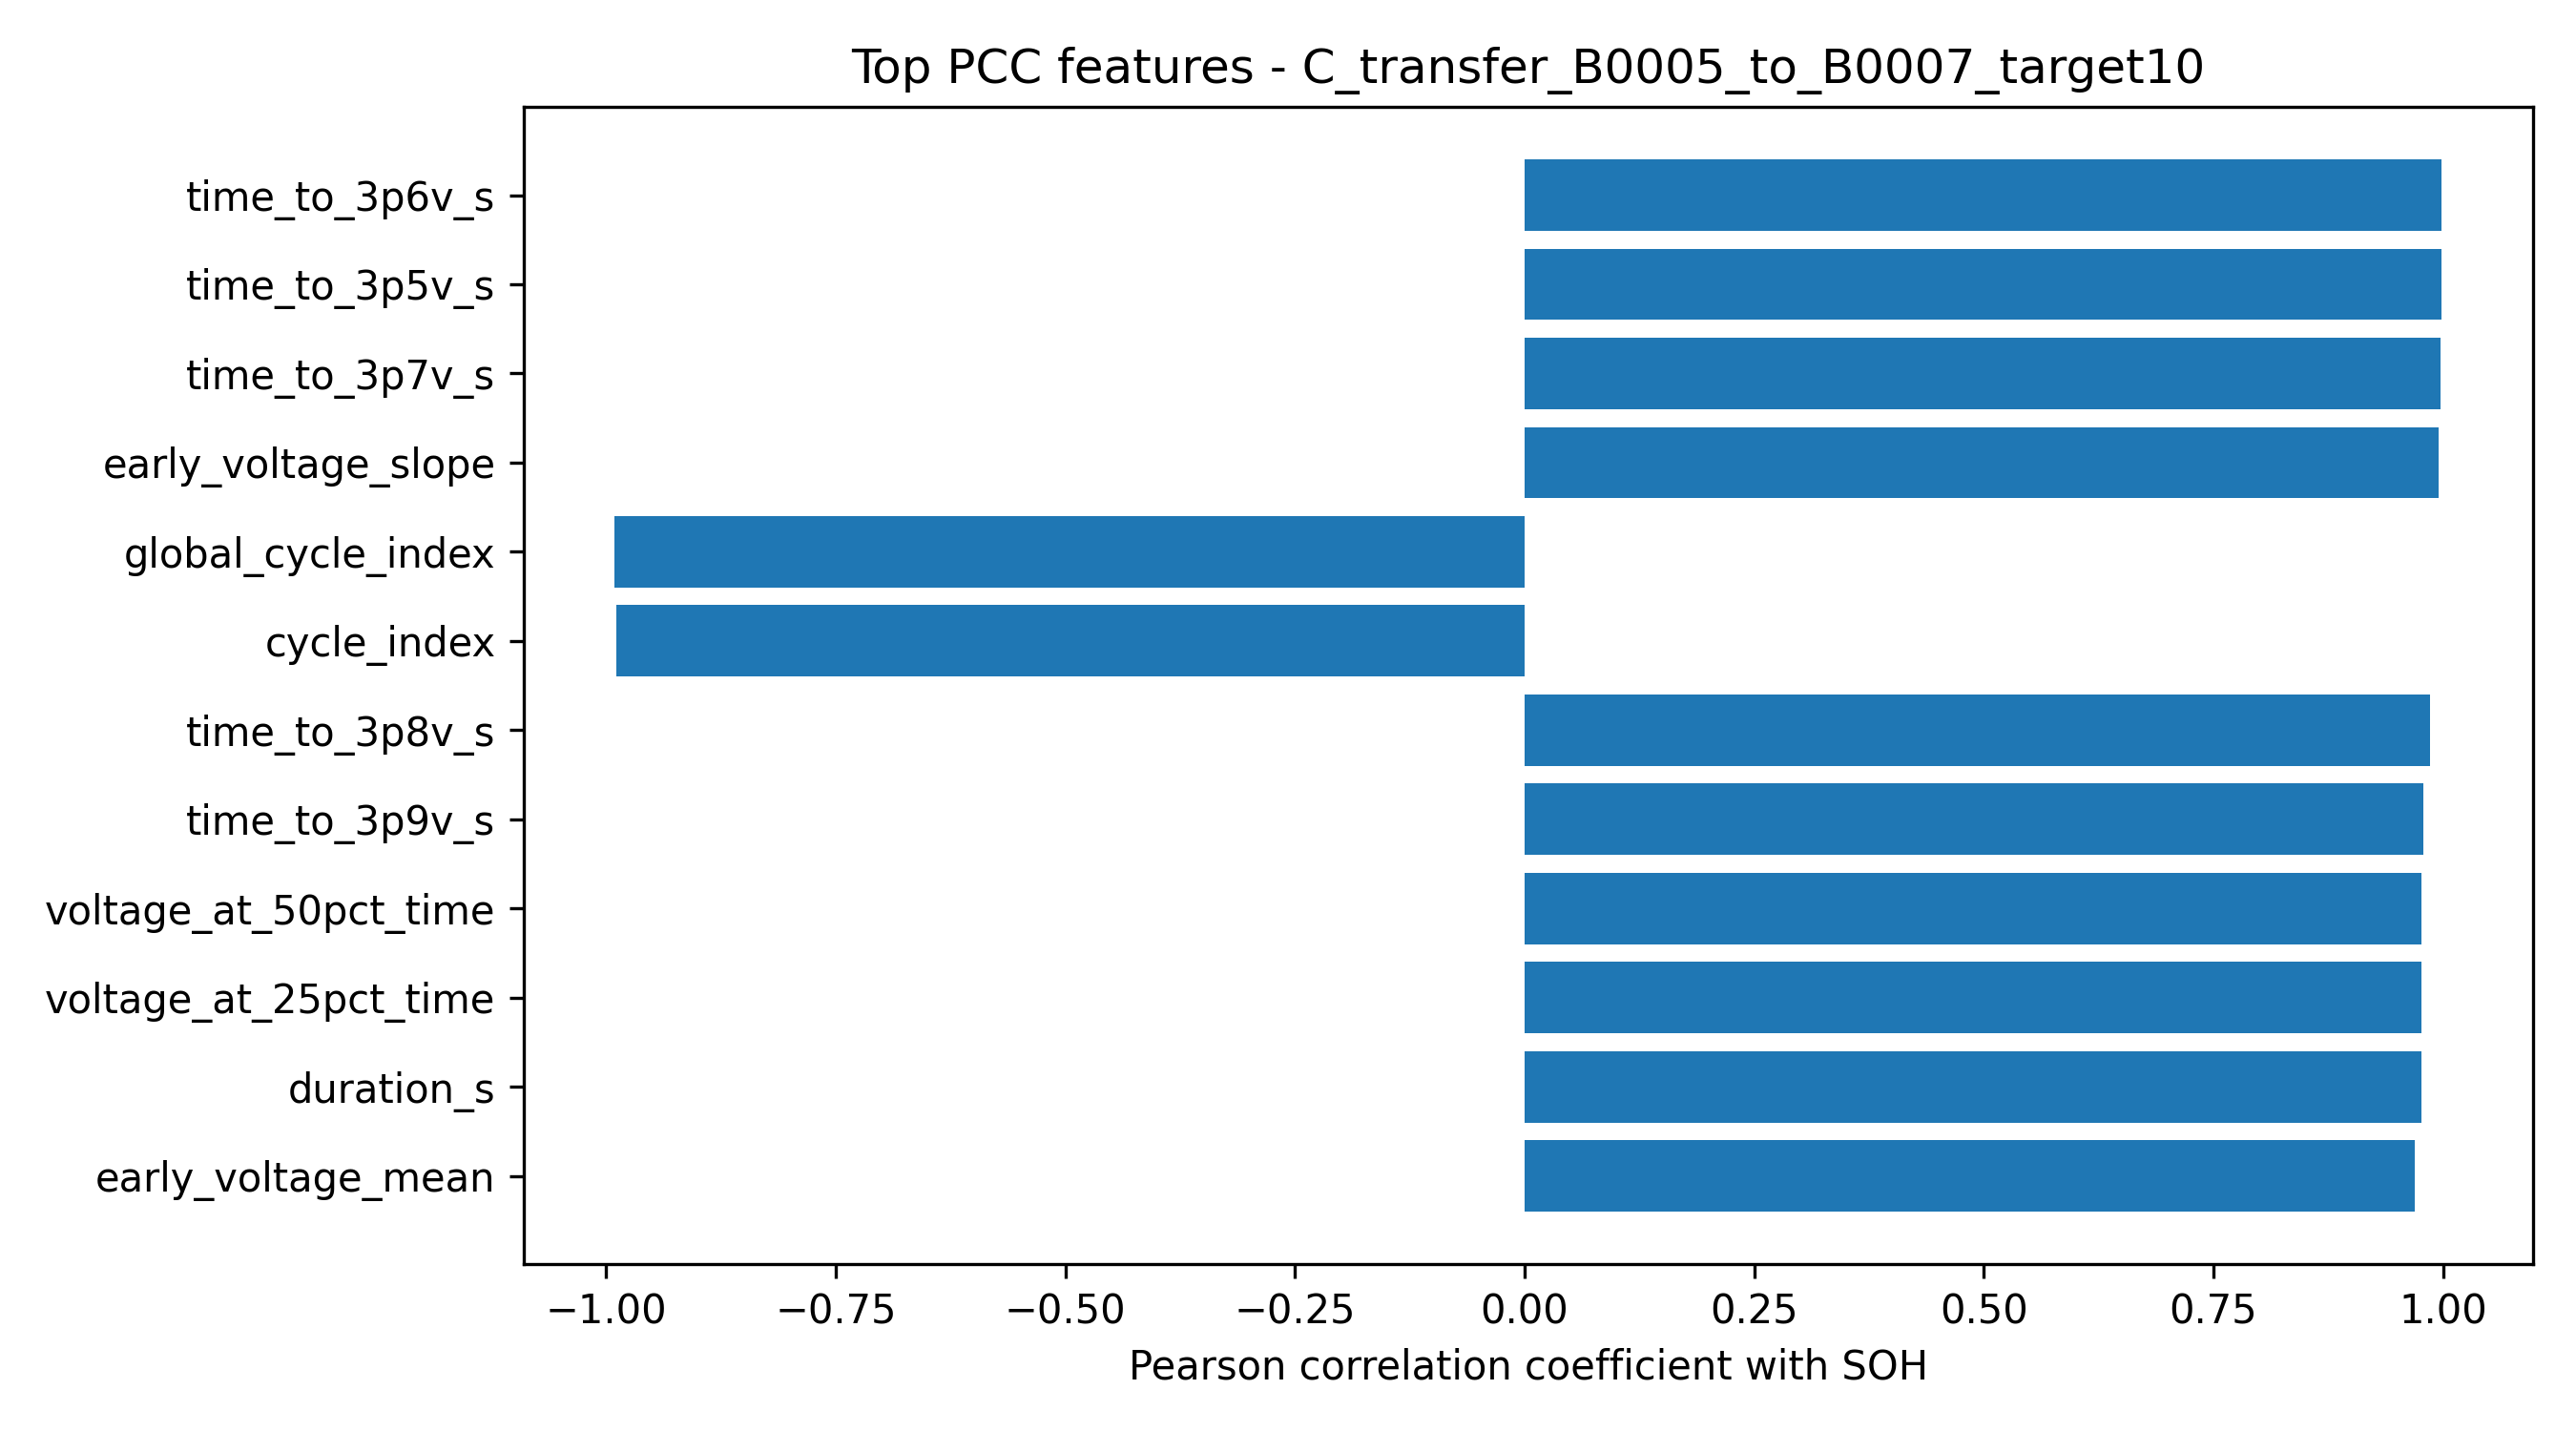 Top PCC features - C_transfer_B0005_to_B0007_target10
time_to_3p6v_s
time_to_3p5v_s
time_to_3p7v_s
early_voltage_slope
global_cycle_index
cycle_index
time_to_3p8v_s
time_to_3p9v_s
voltage_at_50pct_time
voltage_at_25pct_time
duration_s
early_voltage_mean
−1.00 −0.75 −0.50 −0.25 0.00 0.25 0.50 0.75 1.00
Pearson correlation coefficient with SOH